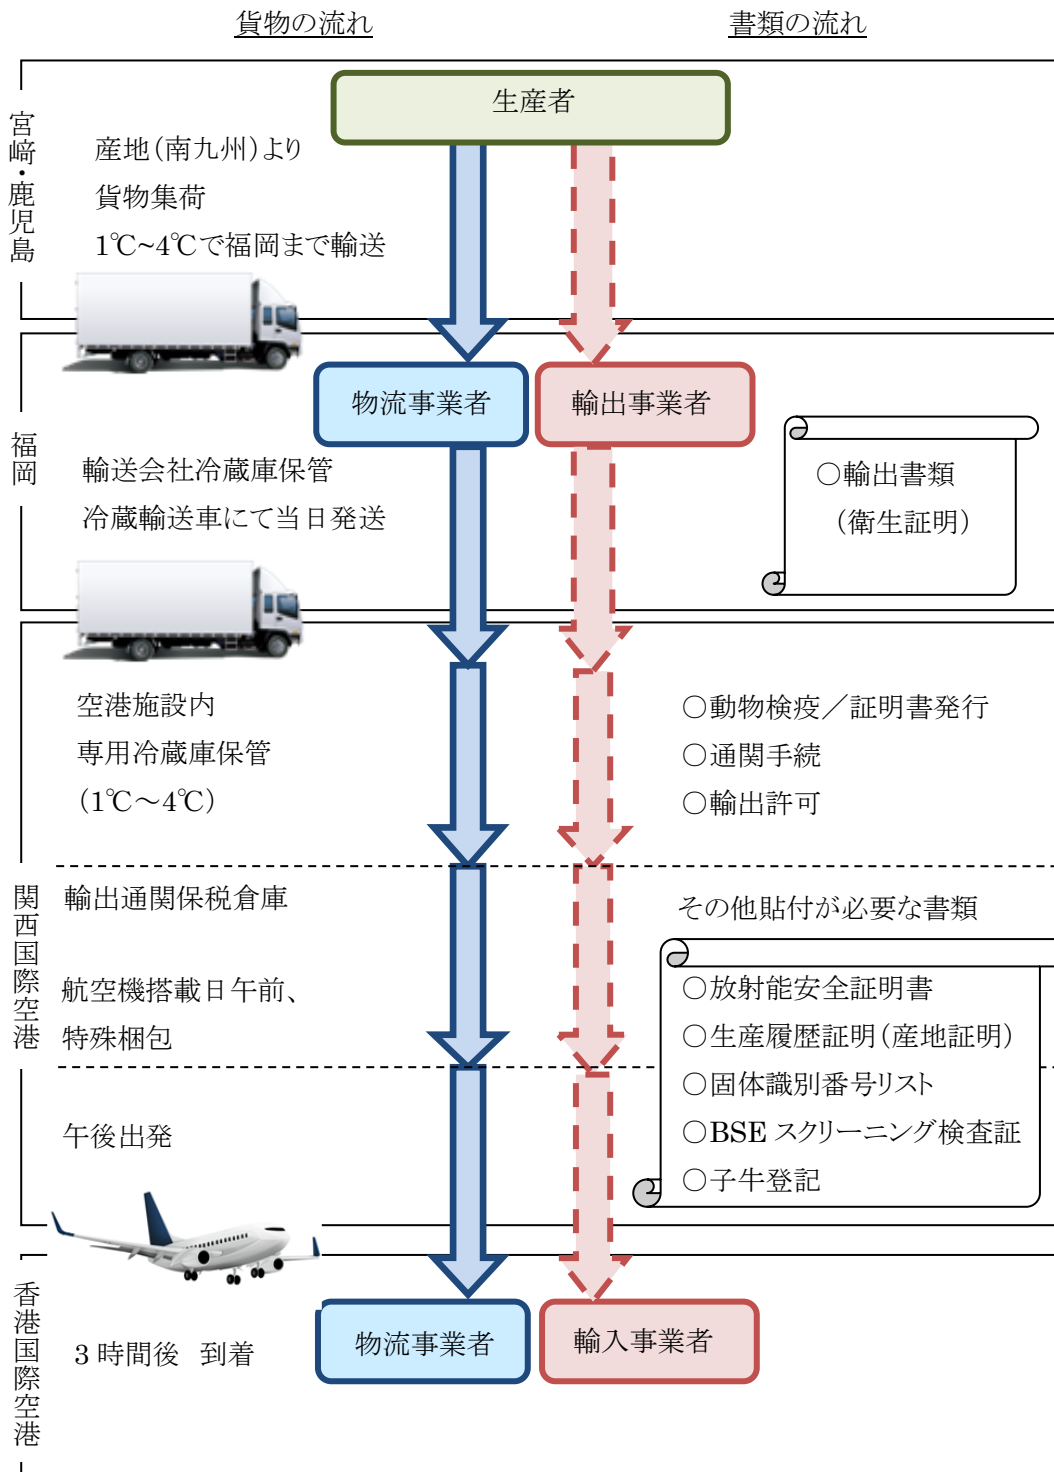 貨物の流れ
書類の流れ
宮崎・鹿児島
生産者
産地（南九州）より
貨物集荷
1℃~4℃で福岡まで輸送
福岡
物流事業者
輸出事業者
輸送会社冷蔵庫保管
冷蔵輸送車にて当日発送
○輸出書類
（衛生証明）
関西国際空港
空港施設内
専用冷蔵庫保管
（1℃～4℃）
○動物検疫／証明書発行
○通関手続
○輸出許可
輸出通関保税倉庫
航空機搭載日午前、
特殊梱包
その他貼付が必要な書類
○放射能安全証明書
○生産履歴証明（産地証明）
○固体識別番号リスト
○BSE スクリーニング検査証
○子牛登記
午後出発
香港国際空港
物流事業者
輸入事業者
3 時間後 到着